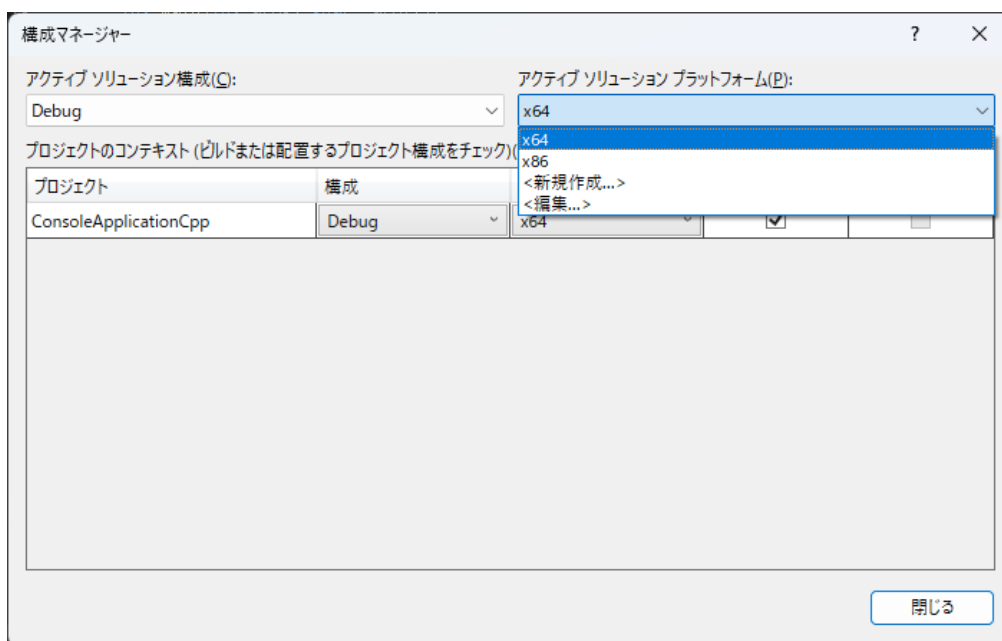 構成マネージャー ?
アクティブ ソリューション構成(C): アクティブ ソリューション プラットフォーム(P):
Debug x64
x64
x86
<新規作成...>
<編集...>
プロジェクトのコンテキスト (ビルドまたは配置するプロジェクト構成をチェック)(
プロジェクト 構成
ConsoleApplicationCpp Debug x64
閉じる